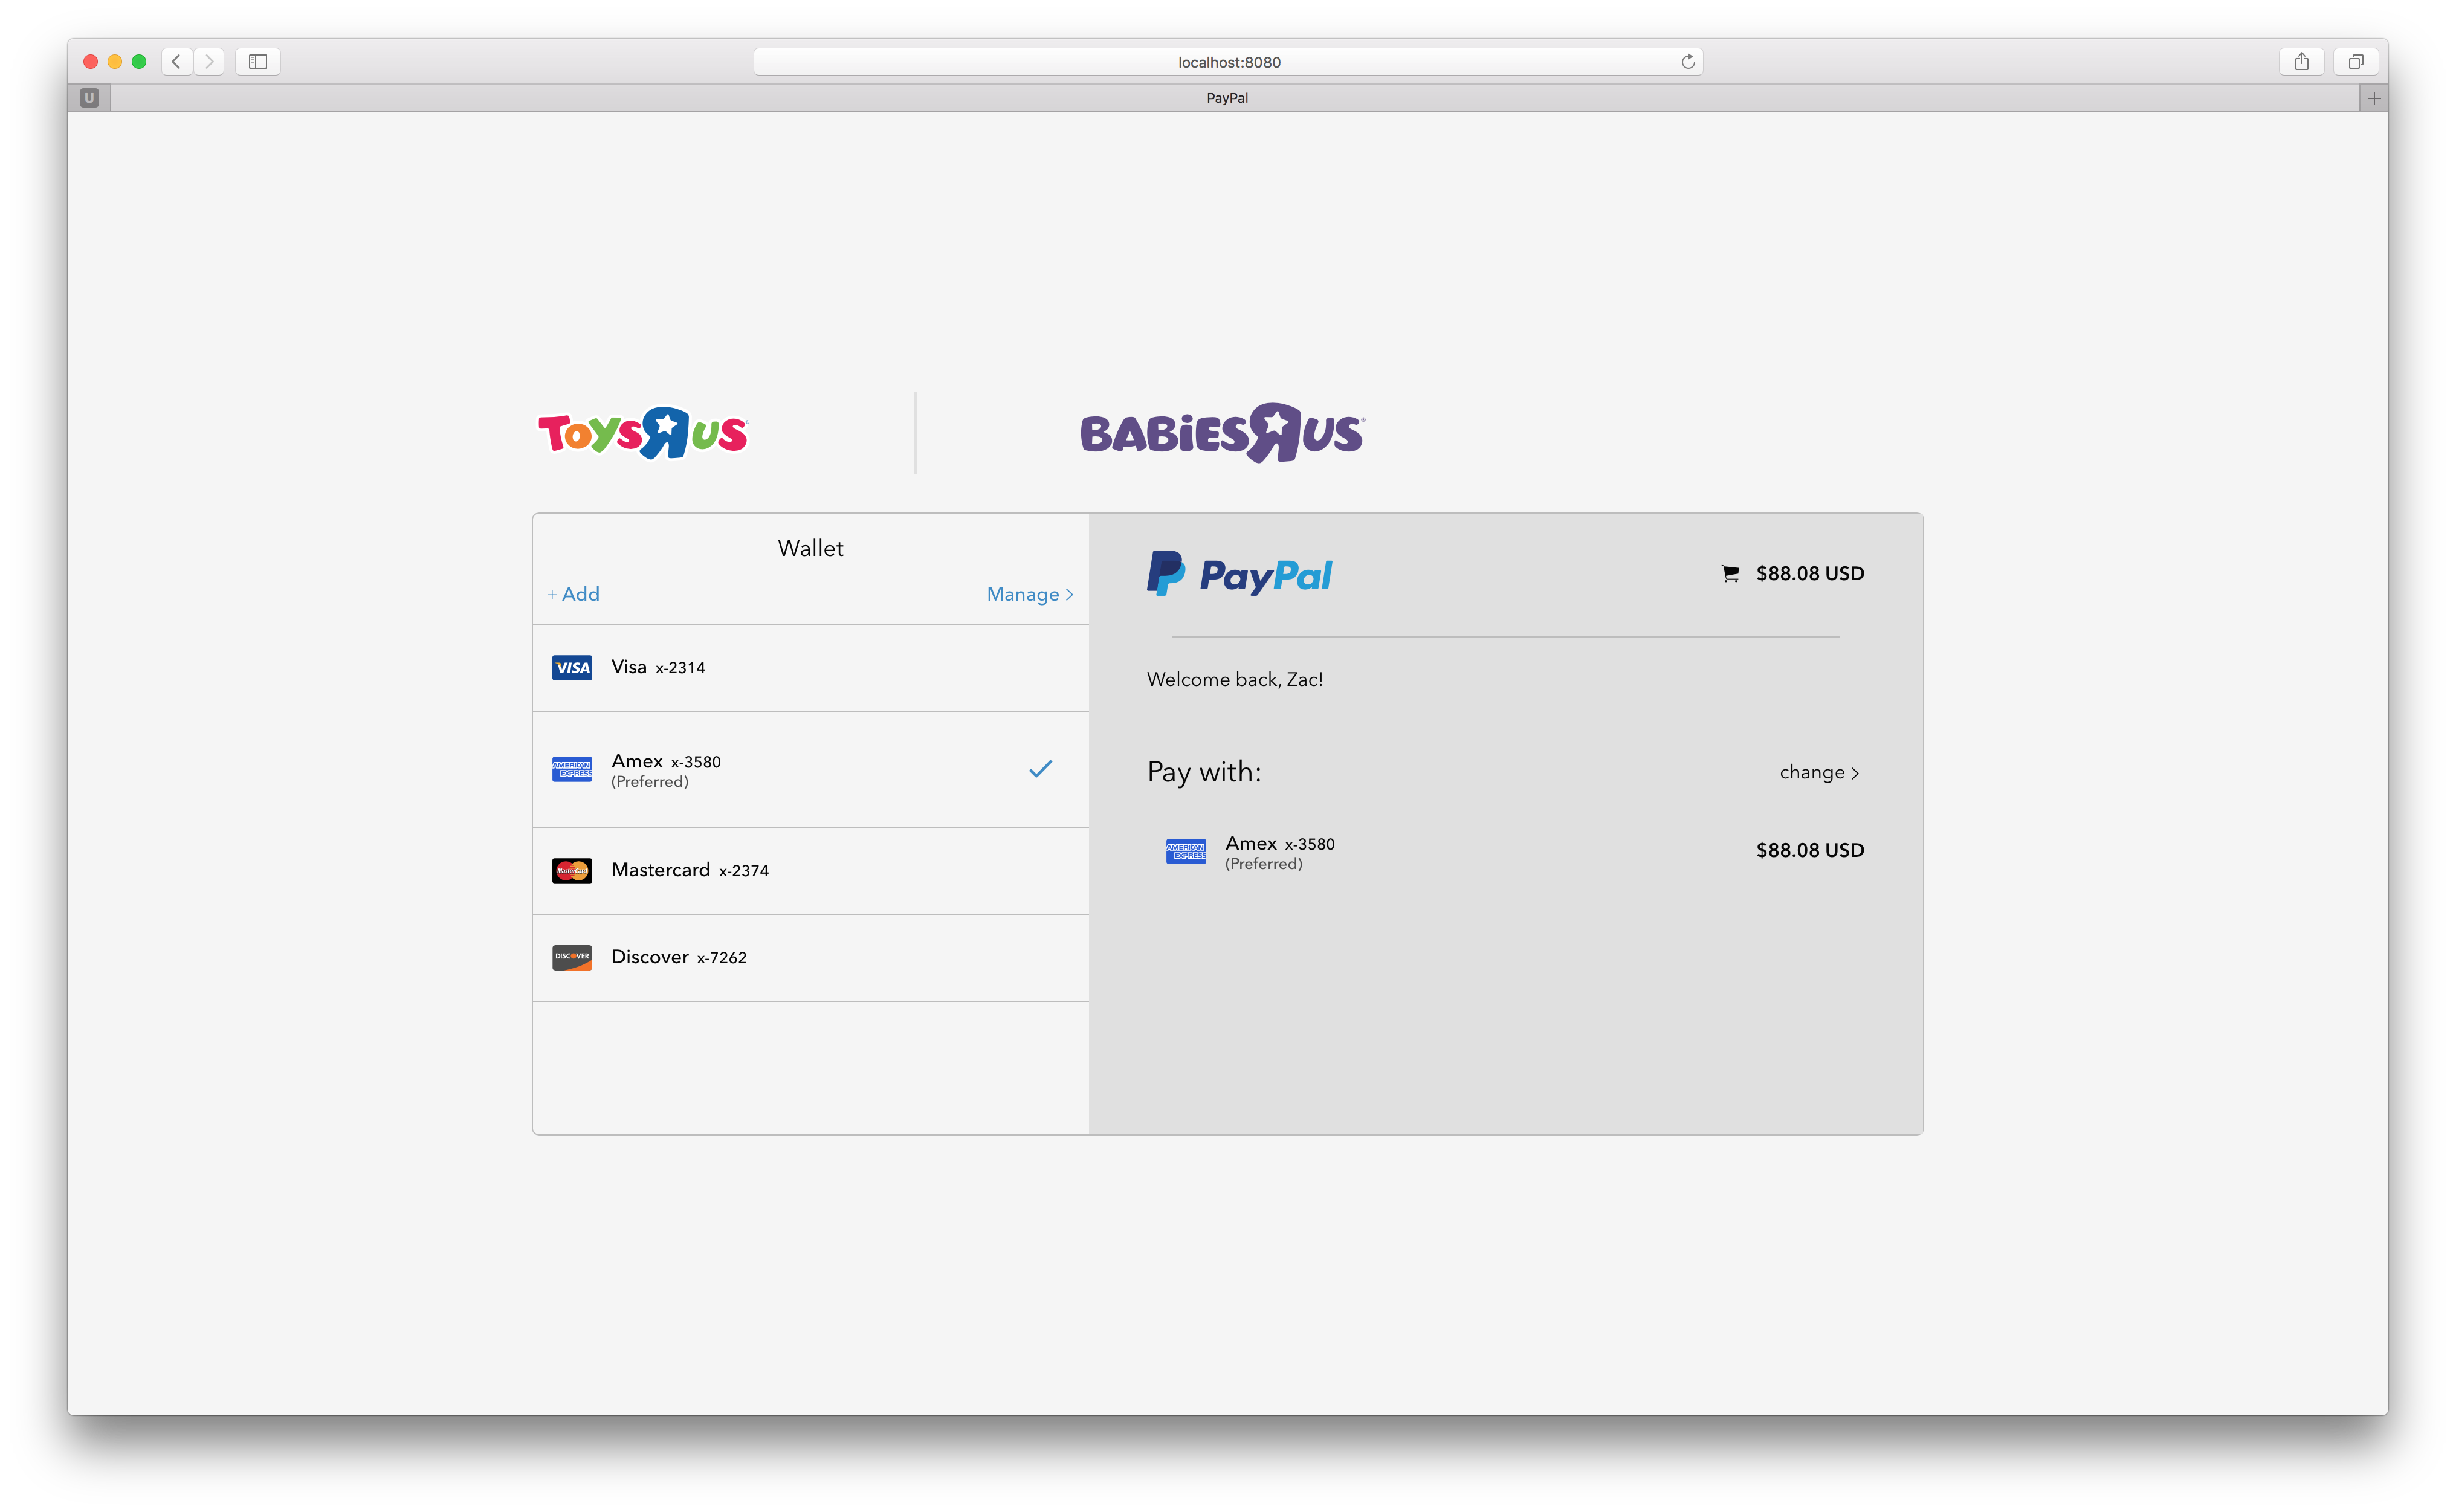 localhost:8080
U
PayPal
ToysRus®
BABiESRUS®
Wallet
+ Add
Manage >
VISA
Visa x-2314
AMERICAN EXPRESS
Amex x-3580
(Preferred)
MasterCard
Mastercard x-2374
DISCOVER
Discover x-7262
PayPal
$88.08 USD
Welcome back, Zac!
Pay with:
change >
AMERICAN EXPRESS
Amex x-3580
(Preferred)
$88.08 USD